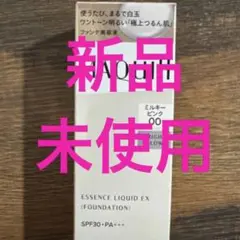 使うたび、まるで白玉
ワントーン明るい「極上つるん肌」
ファンデ美容液
新品
ミルキー
ピンク
00
未使用
ESSENCE LIQUID EX
(FOUNDATION)
SPF30・PA+++